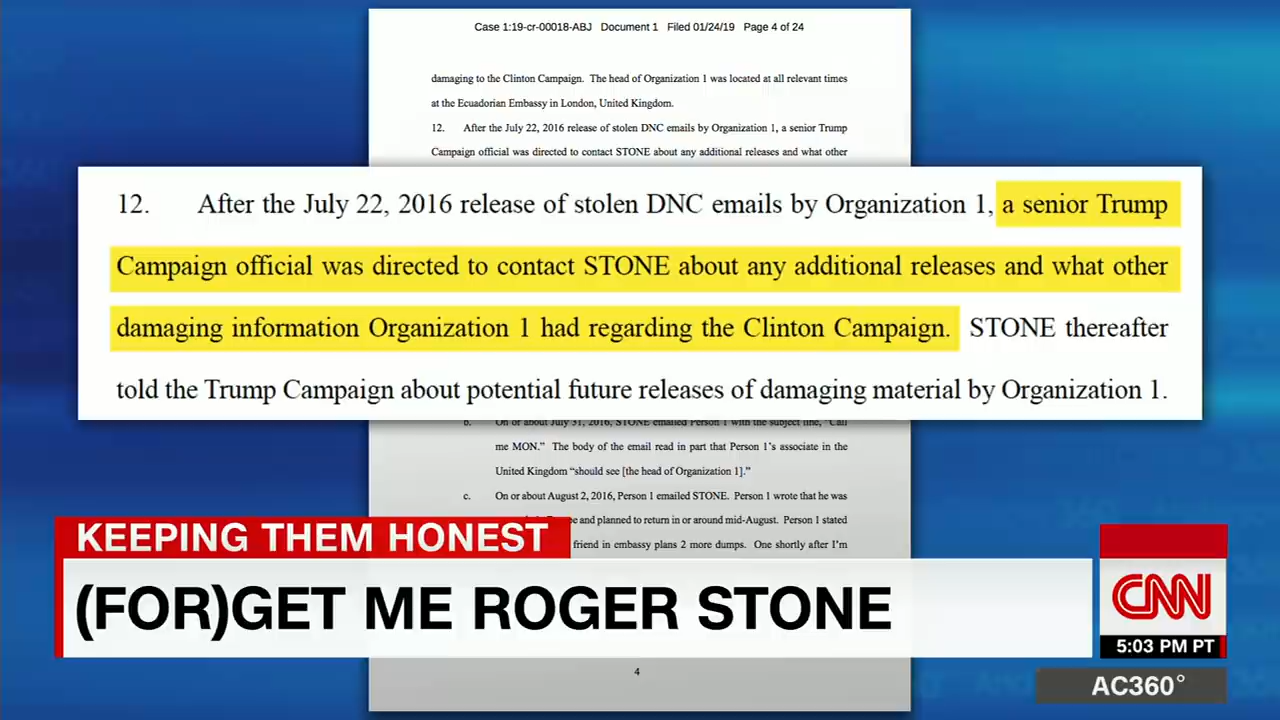 Case 1:19-cr-00018-ABJ Document 1 Filed 01/24/19 Page 4 of 24
damaging to the Clinton Campaign. The head of Organization 1 was located at all relevant times
at the Ecuadorian Embassy in London, United Kingdom.
12. After the July 22, 2016 release of stolen DNC emails by Organization 1, a senior Trump
Campaign official was directed to contact STONE about any additional releases and what other
12. After the July 22, 2016 release of stolen DNC emails by Organization 1, a senior Trump
Campaign official was directed to contact STONE about any additional releases and what other
damaging information Organization 1 had regarding the Clinton Campaign. STONE thereafter
told the Trump Campaign about potential future releases of damaging material by Organization 1.
b. On or about July 31, 2016, STONE emailed Person 1 with the subject line, “Call
me MON.” The body of the email read in part that Person 1’s associate in the
United Kingdom “should see [the head of Organization 1].”
c. On or about August 2, 2016, Person 1 emailed STONE. Person 1 wrote that he was
and planned to return in or around mid-August. Person 1 stated
friend in embassy plans 2 more dumps. One shortly after I’m
KEEPING THEM HONEST
(FOR)GET ME ROGER STONE
CNN
5:03 PM PT
AC360°
4